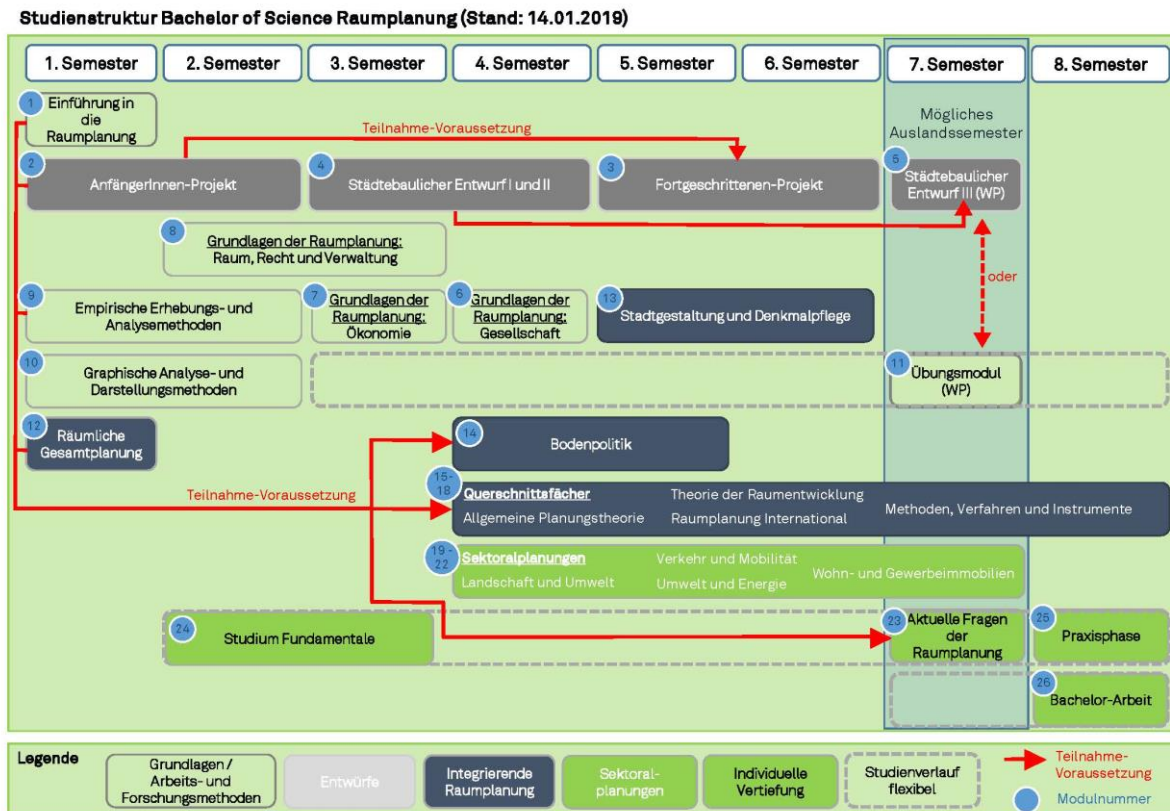 Studienstruktur Bachelor of Science Raumplanung (Stand: 14.01.2019)
1. Semester
2. Semester
3. Semester
4. Semester
5. Semester
6. Semester
7. Semester
8. Semester
1
Einführung in
die
Raumplanung
Mögliches
Auslandssemester
Teilnahme-Voraussetzung
2
AnfängerInnen-Projekt
4
Städtebaulicher Entwurf I und II
3
Fortgeschrittenen-Projekt
5
Städtebaulicher
Entwurf III (WP)
8
Grundlagen der Raumplanung:
Raum, Recht und Verwaltung
oder
9
Empirische Erhebungs- und
Analysemethoden
7
Grundlagen der
Raumplanung:
Ökonomie
6
Grundlagen der
Raumplanung:
Gesellschaft
13
Stadtgestaltung und Denkmalpflege
10
Graphische Analyse- und
Darstellungsmethoden
11
Übungsmodul
(WP)
12
Räumliche
Gesamtplanung
14
Bodenpolitik
Teilnahme-Voraussetzung
15-
18
Querschnittsfächer
Theorie der Raumentwicklung
Methoden, Verfahren und Instrumente
Allgemeine Planungstheorie
Raumplanung International
19 -
22
Sektoralplanungen
Verkehr und Mobilität
Wohn- und Gewerbeimmobilien
Landschaft und Umwelt
Umwelt und Energie
24
Studium Fundamentale
23
Aktuelle Fragen
der
Raumplanung
25
Praxisphase
26
Bachelor-Arbeit
Legende
Grundlagen /
Arbeits- und
Forschungsmethoden
Entwürfe
Integrierende
Raumplanung
Sektoral-
planungen
Individuelle
Vertiefung
Studienverlauf
flexibel
Teilnahme-
Voraussetzung
Modulnummer